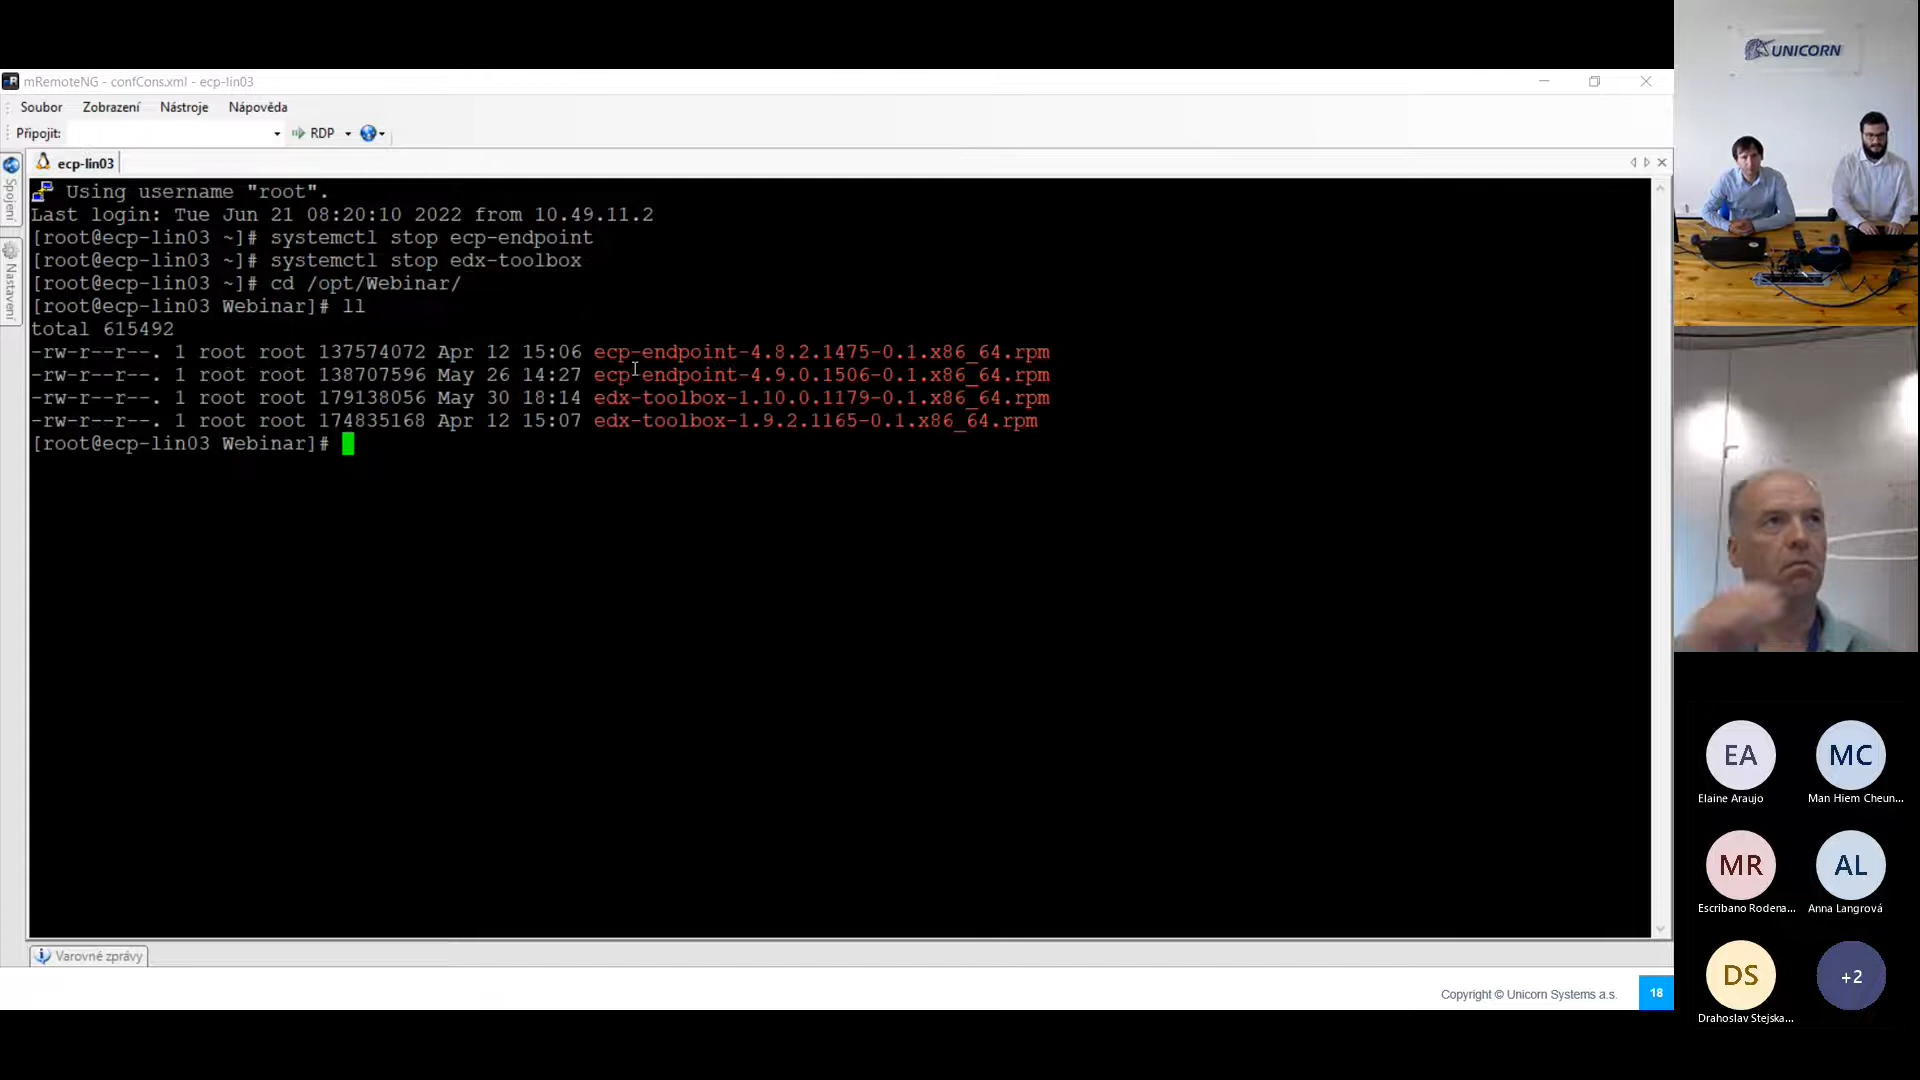 UNICORN
mRemoteNG - confCons.xml - ecp-lin03
Soubor Zobrazení Nástroje Nápověda
Připojit: RDP
ecp-lin03
Spojení
Nastavení
Using username "root".
Last login: Tue Jun 21 08:20:10 2022 from 10.49.11.2
[root@ecp-lin03 ~]# systemctl stop ecp-endpoint
[root@ecp-lin03 ~]# systemctl stop edx-toolbox
[root@ecp-lin03 ~]# cd /opt/Webinar/
[root@ecp-lin03 Webinar]# ll
total 615492
-rw-r--r--. 1 root root 137574072 Apr 12 15:06 ecp-endpoint-4.8.2.1475-0.1.x86_64.rpm
-rw-r--r--. 1 root root 138707596 May 26 14:27 ecp-endpoint-4.9.0.1506-0.1.x86_64.rpm
-rw-r--r--. 1 root root 179138056 May 30 18:14 edx-toolbox-1.10.0.1179-0.1.x86_64.rpm
-rw-r--r--. 1 root root 174835168 Apr 12 15:07 edx-toolbox-1.9.2.1165-0.1.x86_64.rpm
[root@ecp-lin03 Webinar]#
Varovné zprávy
Copyright © Unicorn Systems a.s. 18
EA MC
Elaine Araujo Man Hiem Cheun...
MR AL
Escribano Rodena... Anna Langrová
DS +2
Drahoslav Stejska...